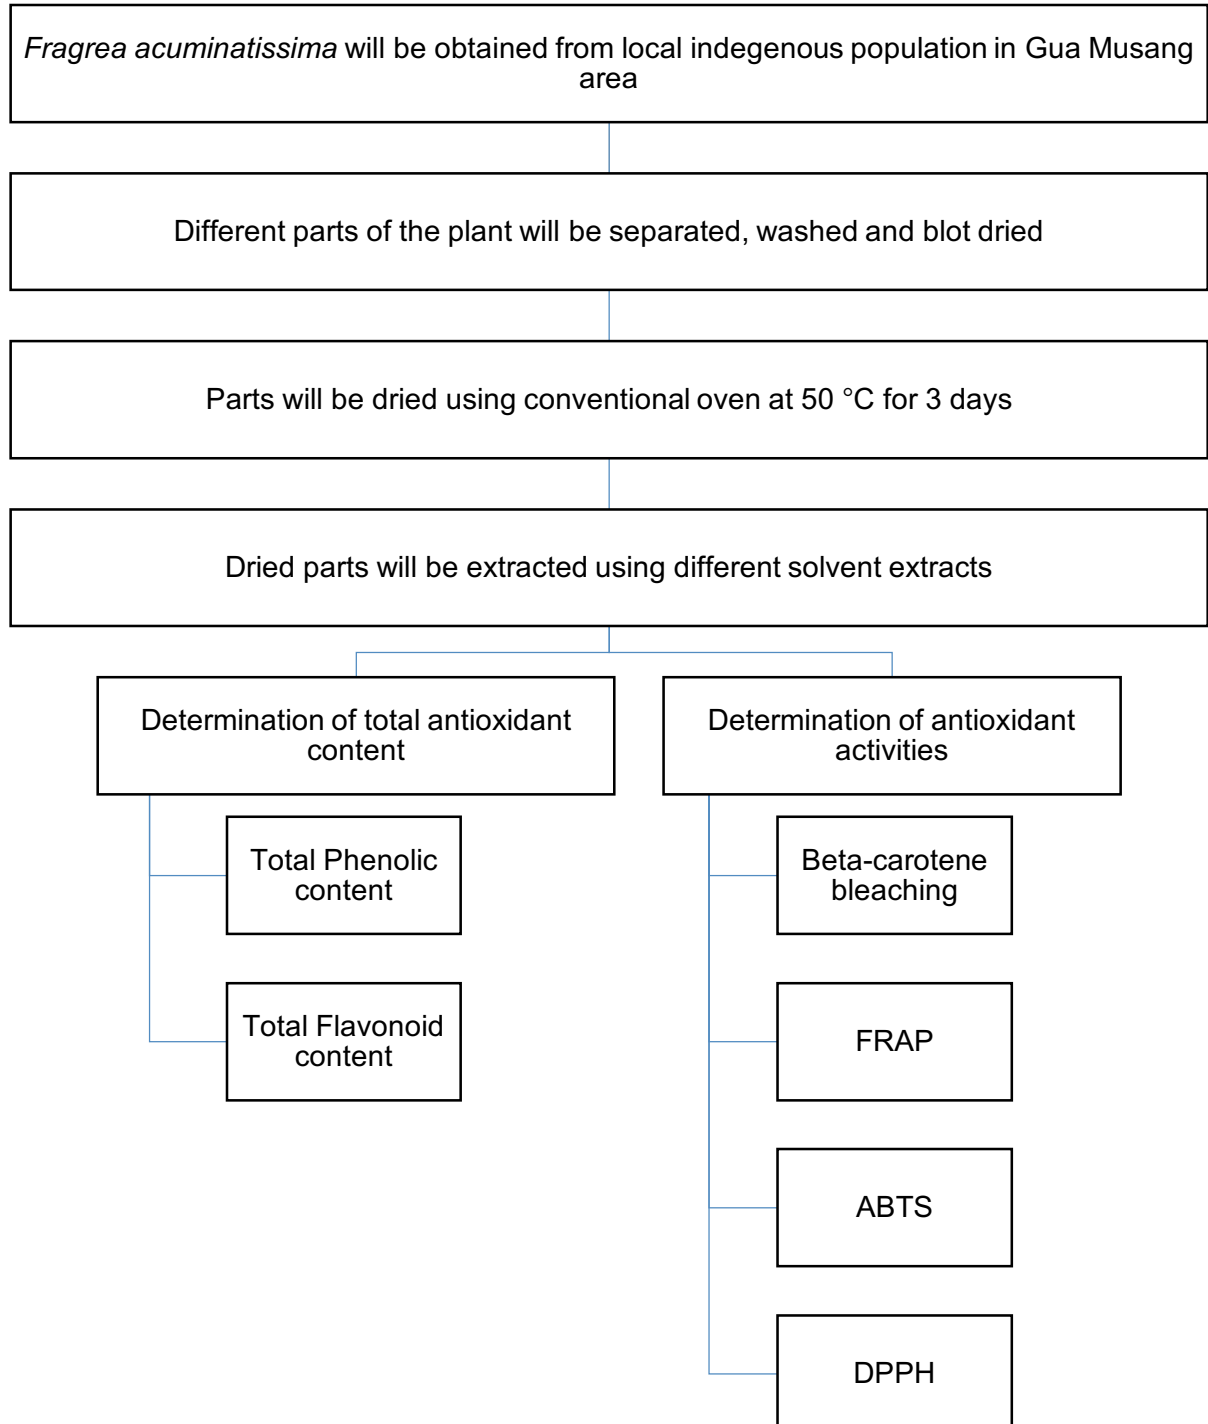 Fragrea acuminatissima will be obtained from local indegenous population in Gua Musang
area
Different parts of the plant will be separated, washed and blot dried
Parts will be dried using conventional oven at 50 °C for 3 days
Dried parts will be extracted using different solvent extracts
Determination of total antioxidant
content
Total Phenolic
content
Total Flavonoid
content
Determination of antioxidant
activities
Beta-carotene
bleaching
FRAP
ABTS
DPPH